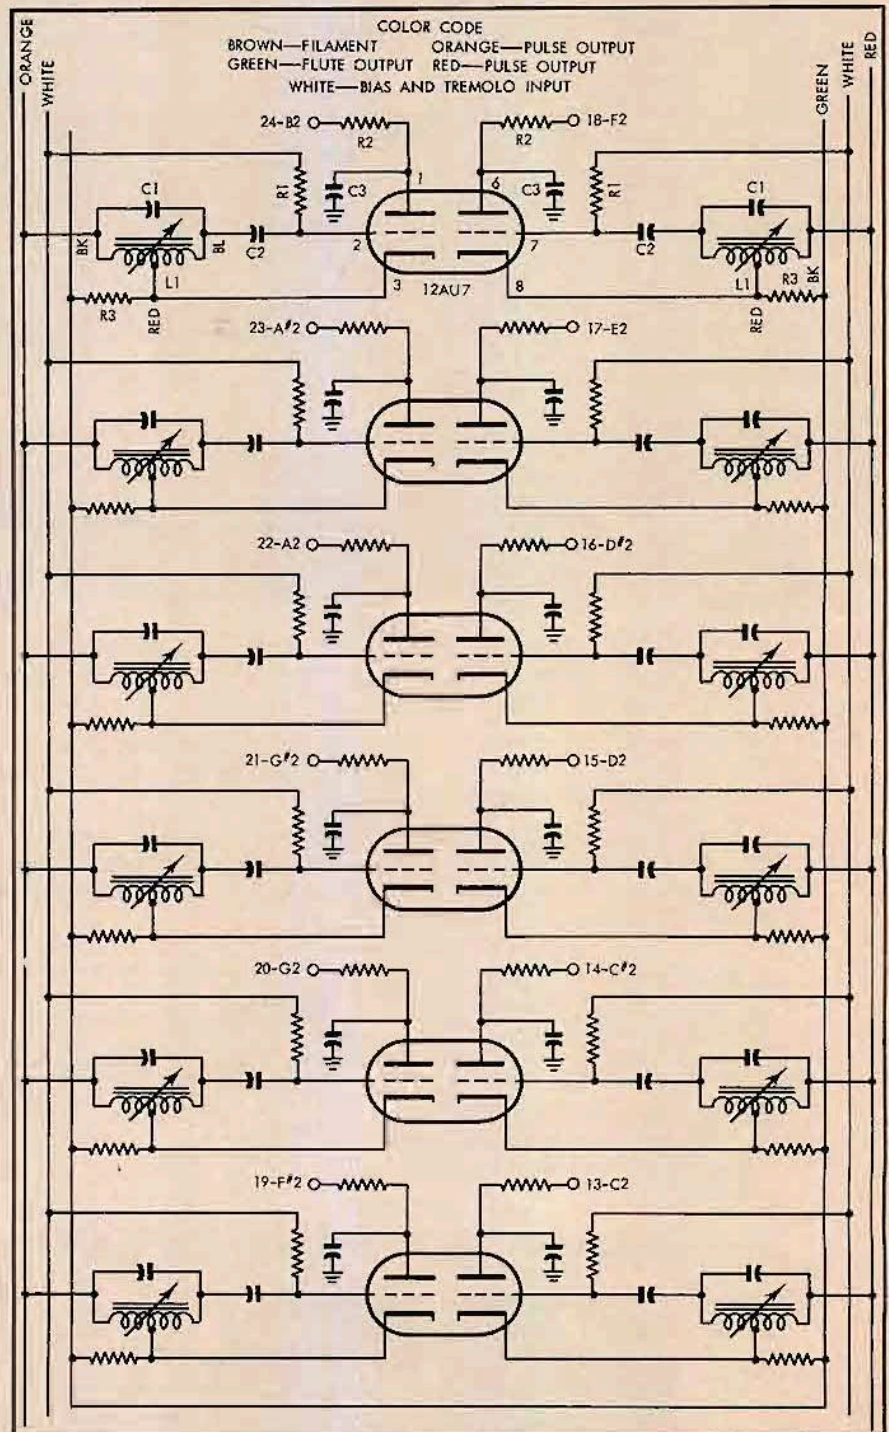 COLOR CODE
BROWN—FILAMENT ORANGE—PULSE OUTPUT
GREEN—FLUTE OUTPUT RED—PULSE OUTPUT
WHITE—BIAS AND TREMOLO INPUT
ORANGE
WHITE
GREEN
WHITE
RED
24-B2
R2
R2
18-F2
R1
C3
1
6
C3
R1
C1
C1
BK
BL
C2
2
7
C2
L1
3
12AU7
8
L1
R3
BK
R3
RED
RED
23-A#2
17-E2
22-A2
16-D#2
21-G#2
15-D2
20-G2
14-C#2
19-F#2
13-C2